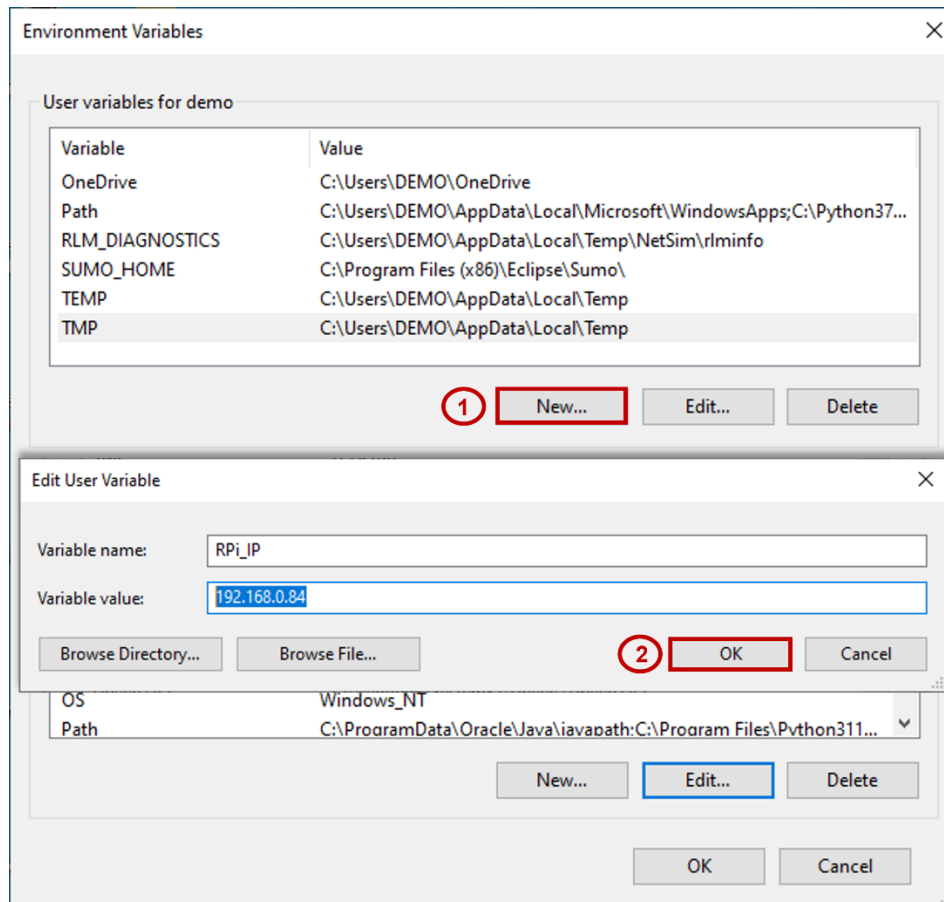 Environment Variables
User variables for demo
Variable Value
OneDrive C:\Users\DEMO\OneDrive
Path C:\Users\DEMO\AppData\Local\Microsoft\WindowsApps;C:\Python37...
RLM_DIAGNOSTICS C:\Users\DEMO\AppData\Local\Temp\NetSim\rlminfo
SUMO_HOME C:\Program Files (x86)\Eclipse\Sumo\
TEMP C:\Users\DEMO\AppData\Local\Temp
TMP C:\Users\DEMO\AppData\Local\Temp
1 New... Edit... Delete
Edit User Variable
Variable name: RPi_IP
Variable value: 192.168.0.84
Browse Directory... Browse File... 2 OK Cancel
OS Windows_NT
Path C:\ProgramData\Oracle\Java\javapath;C:\Program Files\Python311...
New... Edit... Delete
OK Cancel